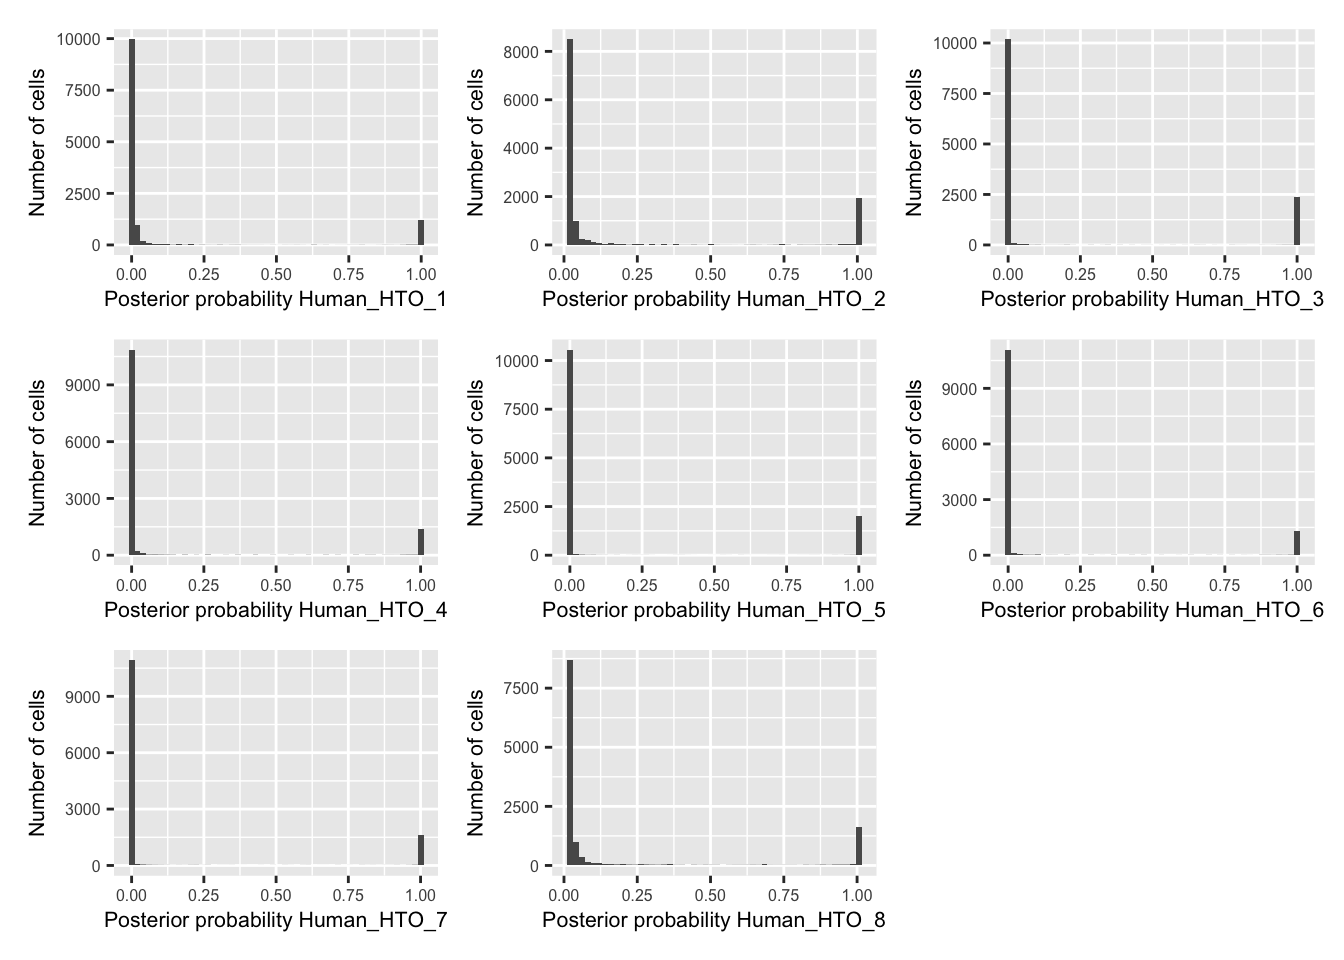 Number of cells
10000
7500
5000
2500
0
0.00 0.25 0.50 0.75 1.00
Posterior probability Human_HTO_1
Number of cells
8000
6000
4000
2000
0
0.00 0.25 0.50 0.75 1.00
Posterior probability Human_HTO_2
Number of cells
10000
7500
5000
2500
0
0.00 0.25 0.50 0.75 1.00
Posterior probability Human_HTO_3
Number of cells
9000
6000
3000
0
0.00 0.25 0.50 0.75 1.00
Posterior probability Human_HTO_4
Number of cells
10000
7500
5000
2500
0
0.00 0.25 0.50 0.75 1.00
Posterior probability Human_HTO_5
Number of cells
9000
6000
3000
0
0.00 0.25 0.50 0.75 1.00
Posterior probability Human_HTO_6
Number of cells
9000
6000
3000
0
0.00 0.25 0.50 0.75 1.00
Posterior probability Human_HTO_7
Number of cells
7500
5000
2500
0
0.00 0.25 0.50 0.75 1.00
Posterior probability Human_HTO_8